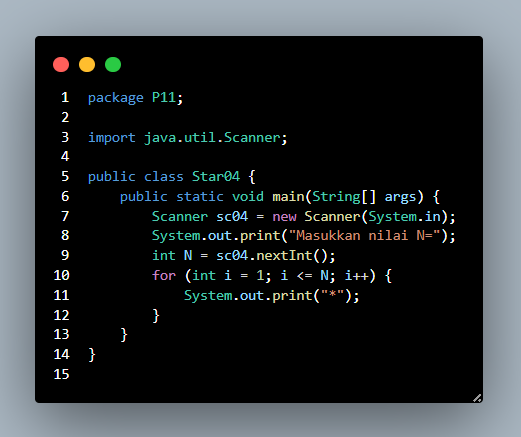 1 package P11;
2
3 import java.util.Scanner;
4
5 public class Star04 {
6     public static void main(String[] args) {
7         Scanner sc04 = new Scanner(System.in);
8         System.out.print("Masukkan nilai N=");
9         int N = sc04.nextInt();
10         for (int i = 1; i <= N; i++) {
11             System.out.print("*");
12         }
13     }
14 }
15